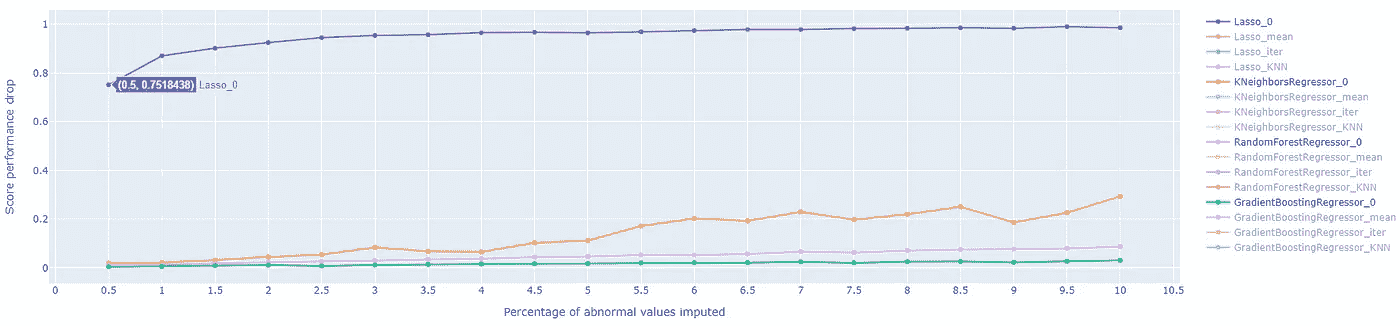 Score performance drop
1
0.8
0.6
0.4
0.2
0
(0.5, 0.7518438) Lasso_0
0 0.5 1 1.5 2 2.5 3 3.5 4 4.5 5 5.5 6 6.5 7 7.5 8 8.5 9 9.5 10 10.5
Percentage of abnormal values imputed
Lasso_0
Lasso_mean
Lasso_iter
Lasso_KNN
KNeighborsRegressor_0
KNeighborsRegressor_mean
KNeighborsRegressor_iter
KNeighborsRegressor_KNN
RandomForestRegressor_0
RandomForestRegressor_mean
RandomForestRegressor_iter
RandomForestRegressor_KNN
GradientBoostingRegressor_0
GradientBoostingRegressor_mean
GradientBoostingRegressor_iter
GradientBoostingRegressor_KNN